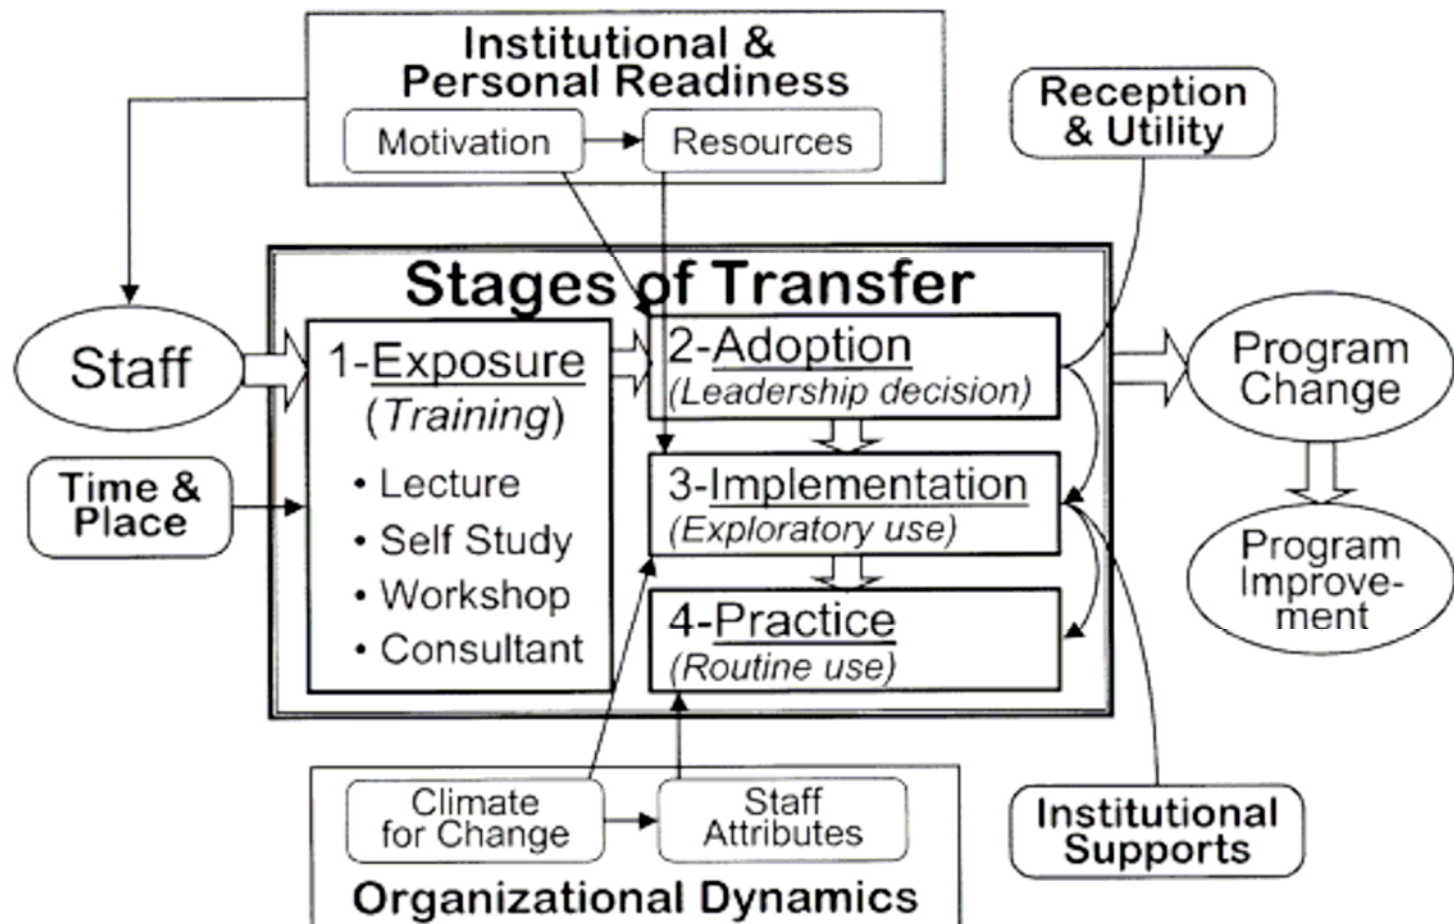 Institutional &
Personal Readiness
Motivation
Resources
Reception
& Utility
Stages of Transfer
Staff
1-Exposure
(Training)
• Lecture
• Self Study
• Workshop
• Consultant
2-Adoption
(Leadership decision)
3-Implementation
(Exploratory use)
4-Practice
(Routine use)
Time &
Place
Program
Change
Program
Improve-
ment
Climate
for Change
Staff
Attributes
Organizational Dynamics
Institutional
Supports